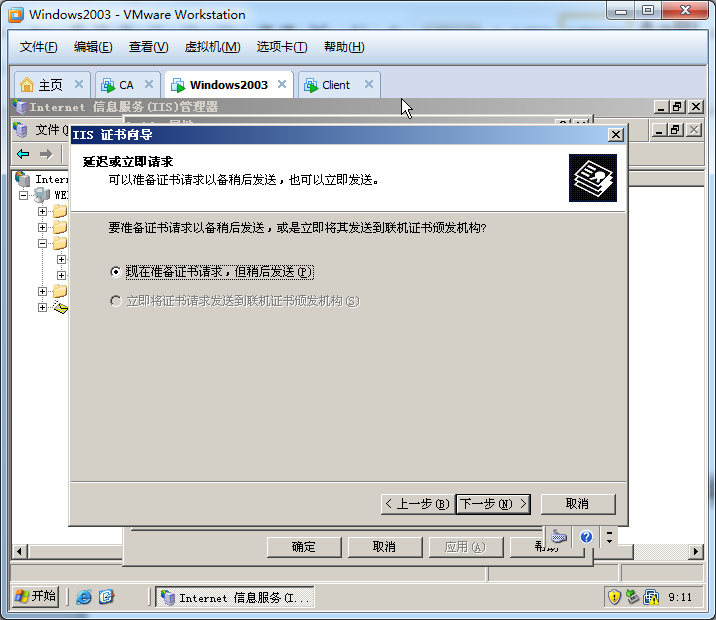 Windows2003 - VMware Workstation
文件(F) 编辑(E) 查看(V) 虚拟机(M) 选项卡(T) 帮助(H)
主页 CA Windows2003 Client
Internet 信息服务(IIS)管理器
文件
IIS 证书向导
延迟或立即请求
可以准备证书请求以备稍后发送，也可以立即发送。
Intern
要准备证书请求以备稍后发送，或是立即将其发送到联机证书颁发机构?
现在准备证书请求，但稍后发送(P)
立即将证书请求发送到联机证书颁发机构(S)
< 上一步(B) 下一步(N) > 取消
确定 取消 应用(A) 帮助
开始 Internet 信息服务(I... 9:11